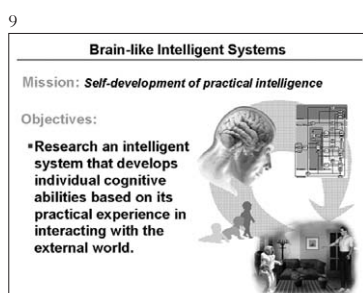 9
Brain-like Intelligent Systems
Mission: Self-development of practical intelligence
Objectives:
▪Research an intelligent
system that develops
individual cognitive
abilities based on its
practical experience in
interacting with the
external world.